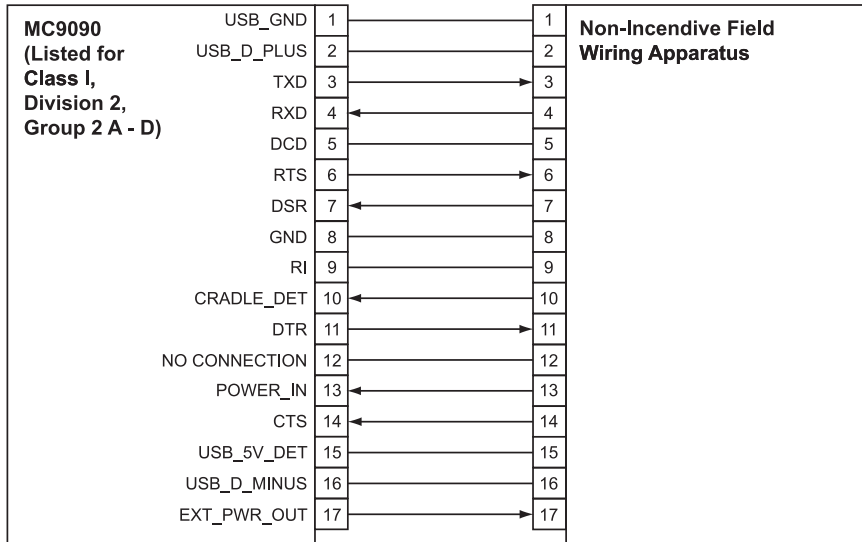 MC9090
(Listed for
Class I,
Division 2,
Group 2 A - D)
Non-Incendive Field
Wiring Apparatus
USB_GND 1 1
USB_D_PLUS 2 2
TXD 3 3
RXD 4 4
DCD 5 5
RTS 6 6
DSR 7 7
GND 8 8
RI 9 9
CRADLE_DET 10 10
DTR 11 11
NO CONNECTION 12 12
POWER_IN 13 13
CTS 14 14
USB_5V_DET 15 15
USB_D_MINUS 16 16
EXT_PWR_OUT 17 17